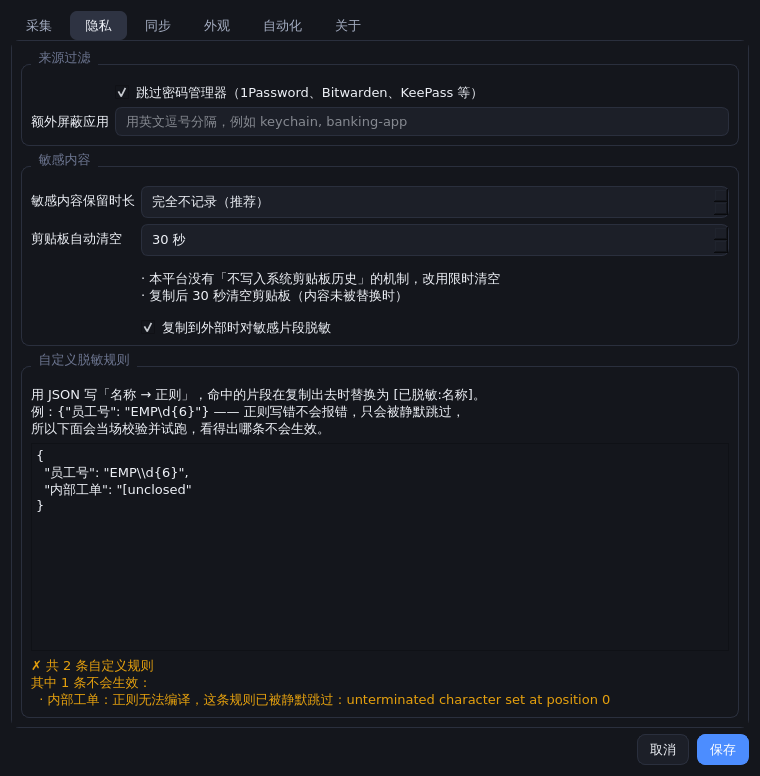 采集 隐私 同步 外观 自动化 关于
来源过滤
✓ 跳过密码管理器（1Password、Bitwarden、KeePass 等）
额外屏蔽应用 用英文逗号分隔，例如 keychain, banking-app
敏感内容
敏感内容保留时长 完全不记录（推荐）
剪贴板自动清空 30 秒
· 本平台没有「不写入系统剪贴板历史」的机制，改用限时清空
· 复制后 30 秒清空剪贴板（内容未被替换时）
✓ 复制到外部时对敏感片段脱敏
自定义脱敏规则
用 JSON 写「名称 → 正则」，命中的片段在复制出去时替换为 [已脱敏:名称]。
例：{"员工号": "EMP\d{6}"} —— 正则写错不会报错，只会被静默跳过，
所以下面会当场校验并试跑，看得出哪条不会生效。
{
"员工号": "EMP\\d{6}",
"内部工单": "[unclosed"
}
✗ 共 2 条自定义规则
其中 1 条不会生效：
· 内部工单：正则无法编译，这条规则已被静默跳过：unterminated character set at position 0
取消 保存